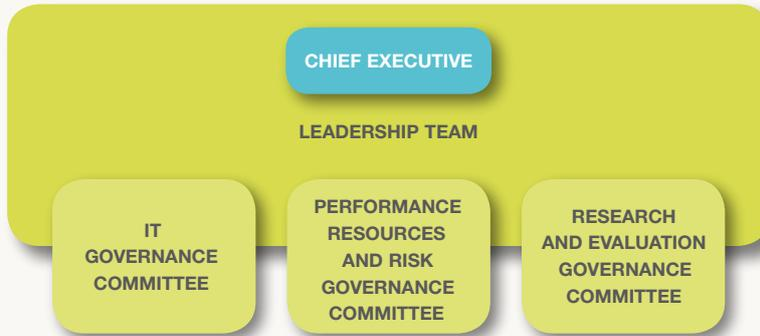 CHIEF EXECUTIVE
LEADERSHIP TEAM
IT
GOVERNANCE
COMMITTEE
PERFORMANCE
RESOURCES
AND RISK
GOVERNANCE
COMMITTEE
RESEARCH
AND EVALUATION
GOVERNANCE
COMMITTEE